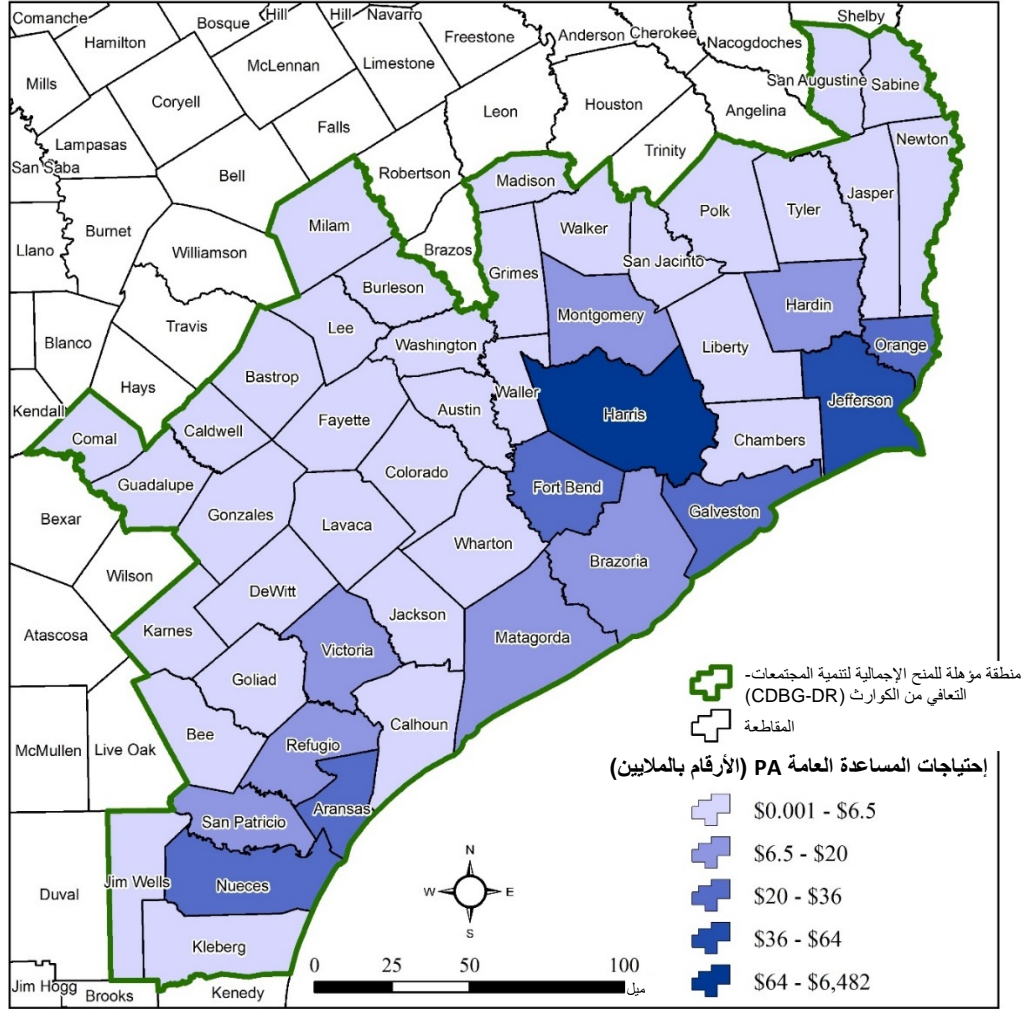 Comanche
Bosque
Hill
Hill
Navarro
Shelby
Hamilton
Freestone
Anderson
Cherokee
Nacogdoches
McLennan
Limestone
Mills
San Augustine
Sabine
Coryell
Leon
Houston
Angelina
Falls
Lampasas
Newton
Trinity
San Saba
Bell
Robertson
Madison
Jasper
Polk
Tyler
Milam
Walker
Burnet
Llano
Williamson
Brazos
San Jacinto
Grimes
Burleson
Hardin
Montgomery
Travis
Lee
Blanco
Washington
Liberty
Orange
Bastrop
Hays
Waller
Jefferson
Kendall
Austin
Harris
Fayette
Caldwell
Comal
Chambers
Colorado
Guadalupe
Fort Bend
Galveston
Bexar
Gonzales
Lavaca
Wharton
Brazoria
Wilson
DeWitt
Jackson
Atascosa
Karnes
Matagorda
Victoria
Goliad
Calhoun
McMullen
Live Oak
Bee
Refugio
Aransas
San Patricio
Duval
Jim Wells
Nueces
Kleberg
Jim Hogg
Brooks
Kenedy
منطقة مؤهلة للمنح الإجمالية لتنمية المجتمعات-
التعافي من الكوارث (CDBG-DR)
المقاطعة
إحتياجات المساعدة العامة PA (الأرقام بالملايين)
$0.001 - $6.5
$6.5 - $20
$20 - $36
$36 - $64
$64 - $6,482
N
W E
S
0 25 50 100
ميل